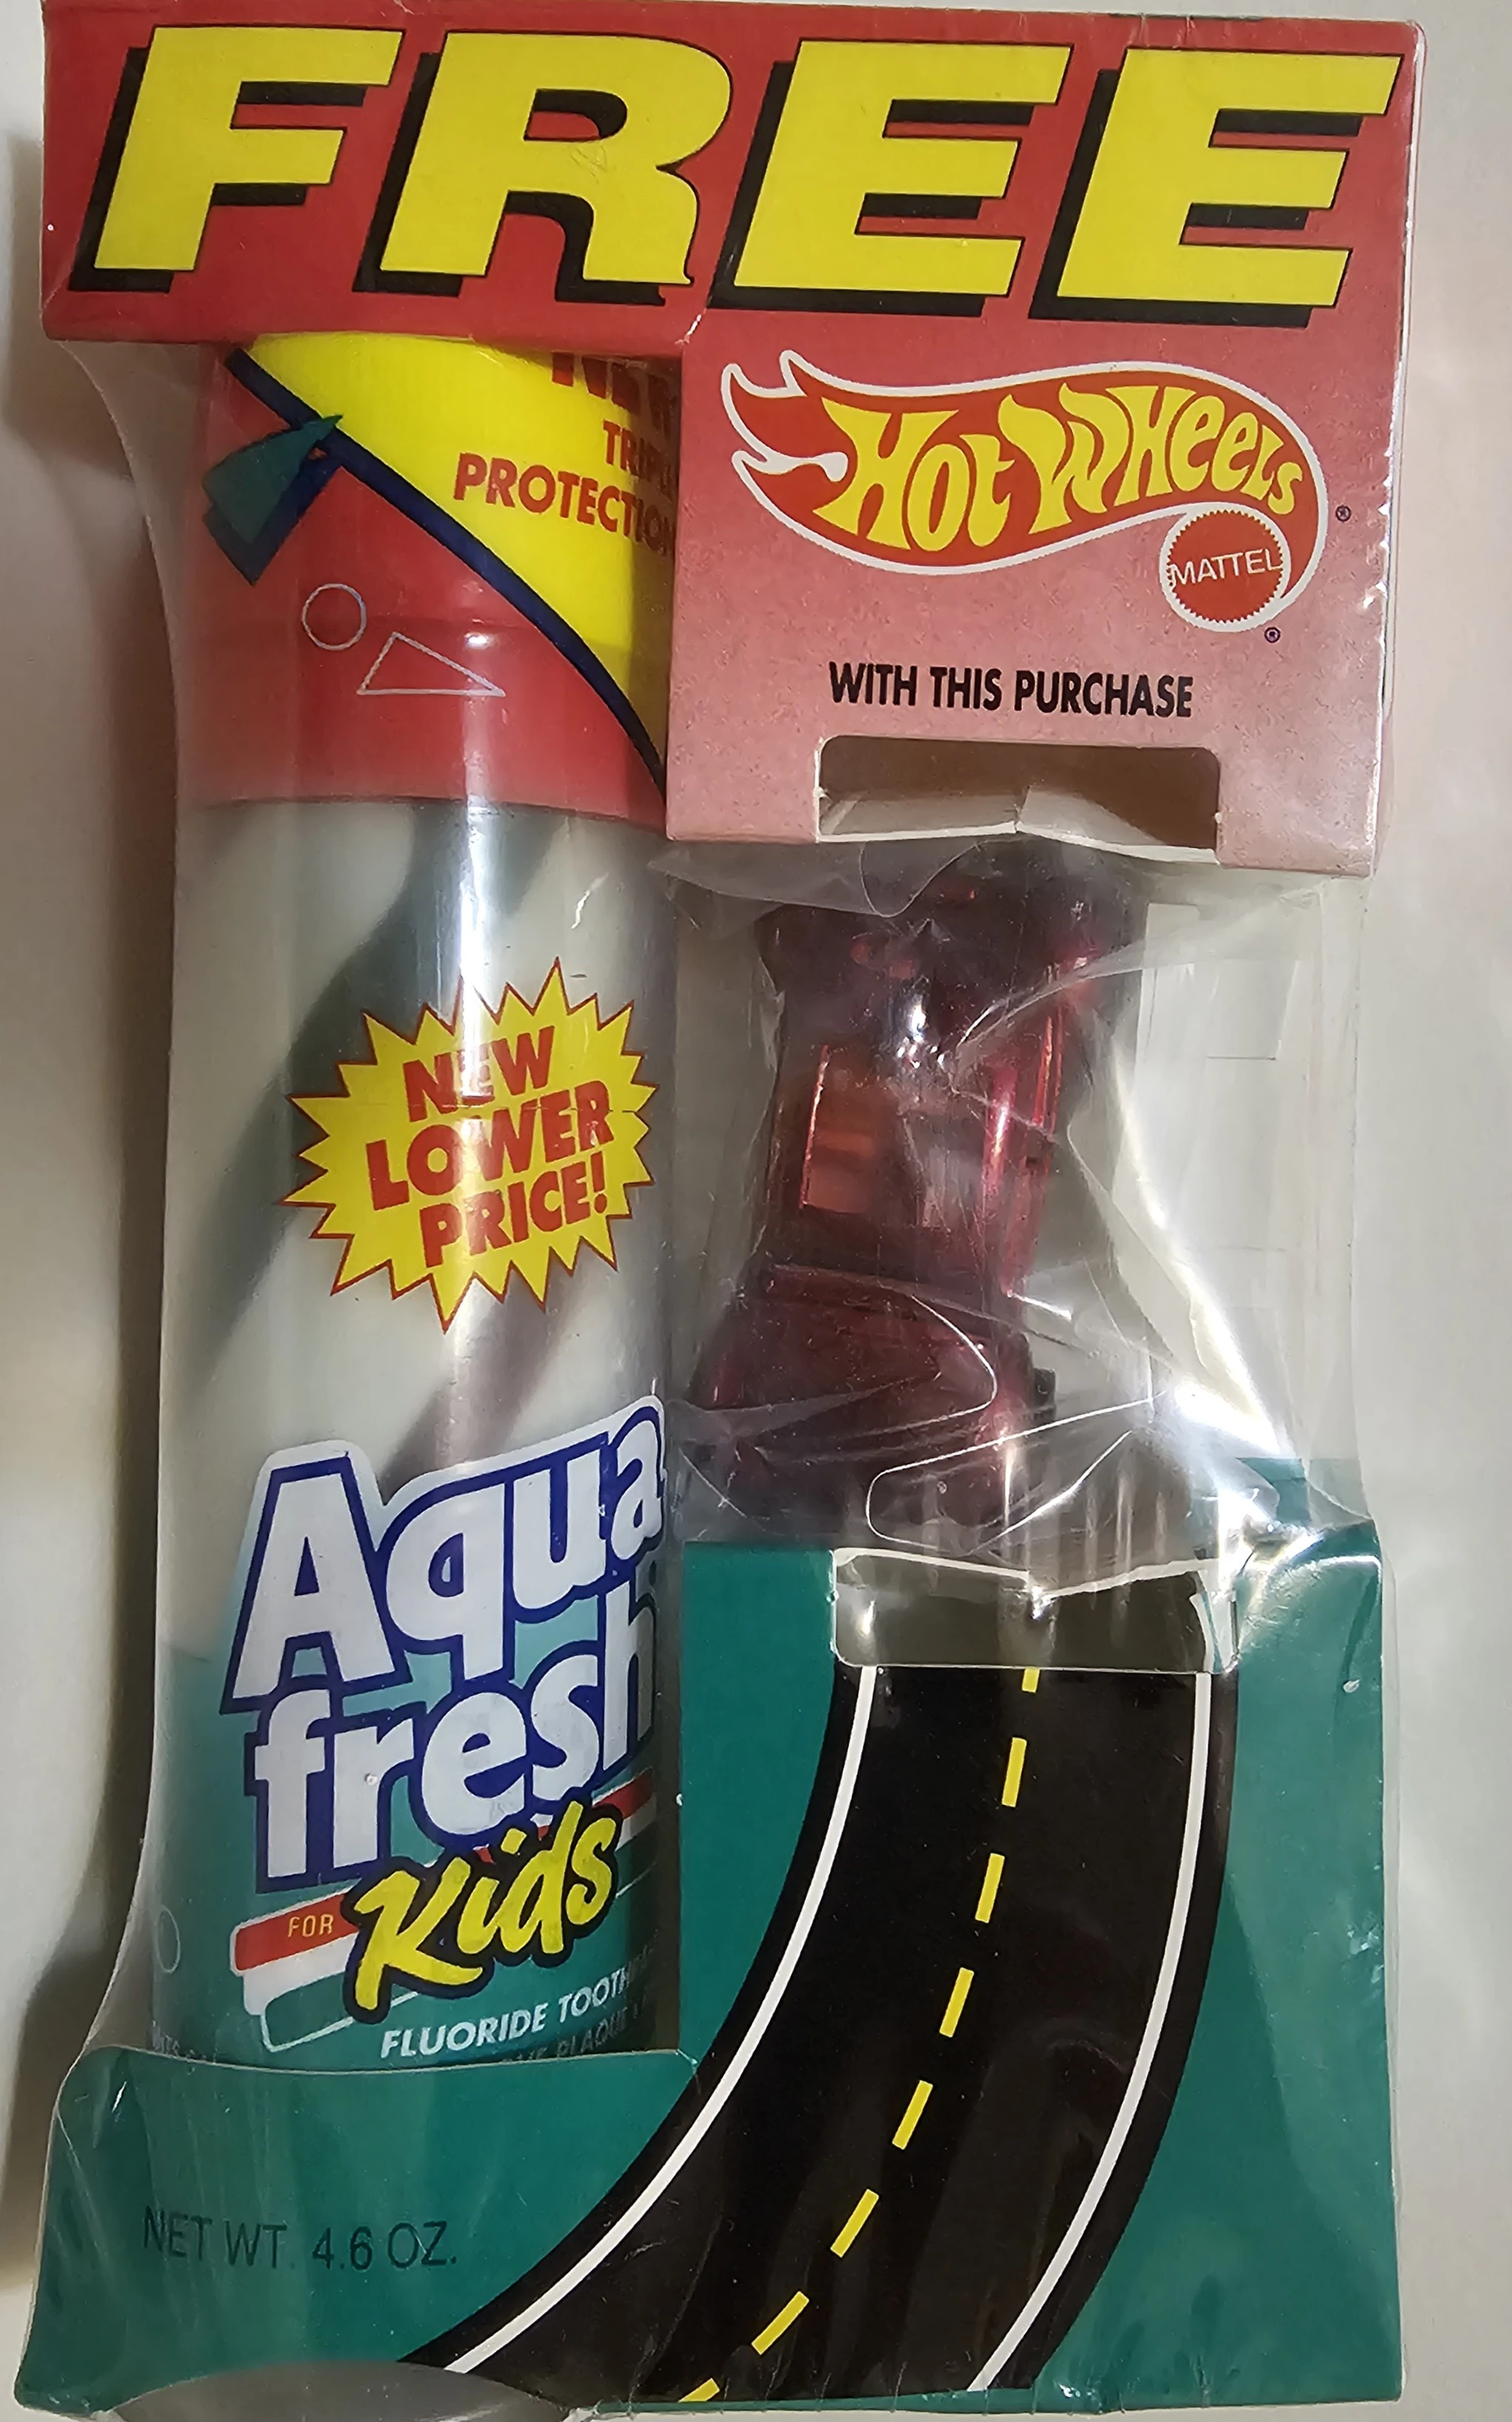 FREE
HOT WHEELS
®
MATTEL
®
WITH THIS PURCHASE
PROTECTION
NEW
LOWER
PRICE!
Aqua
fresh
FOR Kids
FLUORIDE
NET WT. 4.6 OZ.